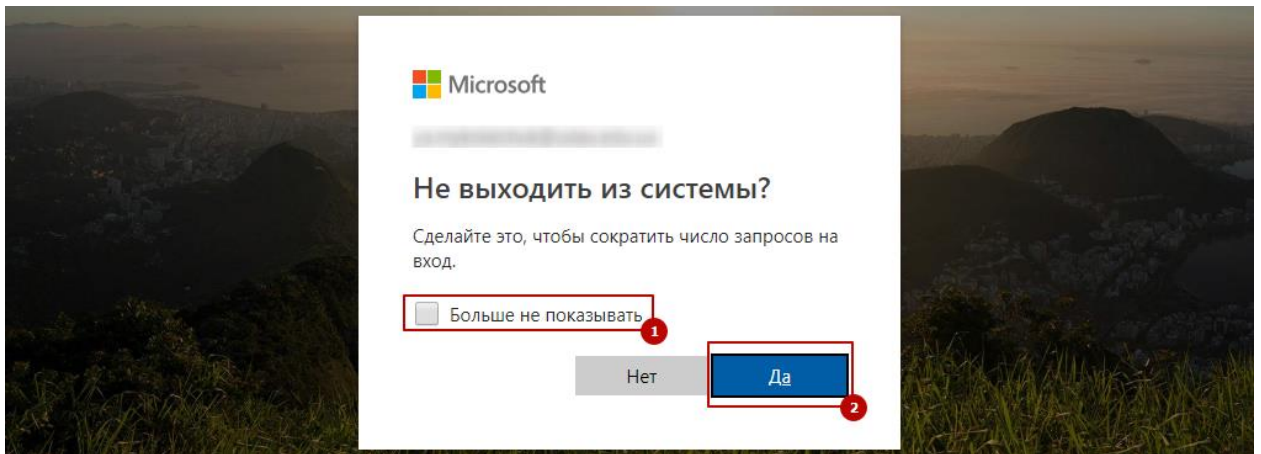 Microsoft
Не выходить из системы?
Сделайте это, чтобы сократить число запросов на
вход.
Больше не показывать
1
Нет
Да
2